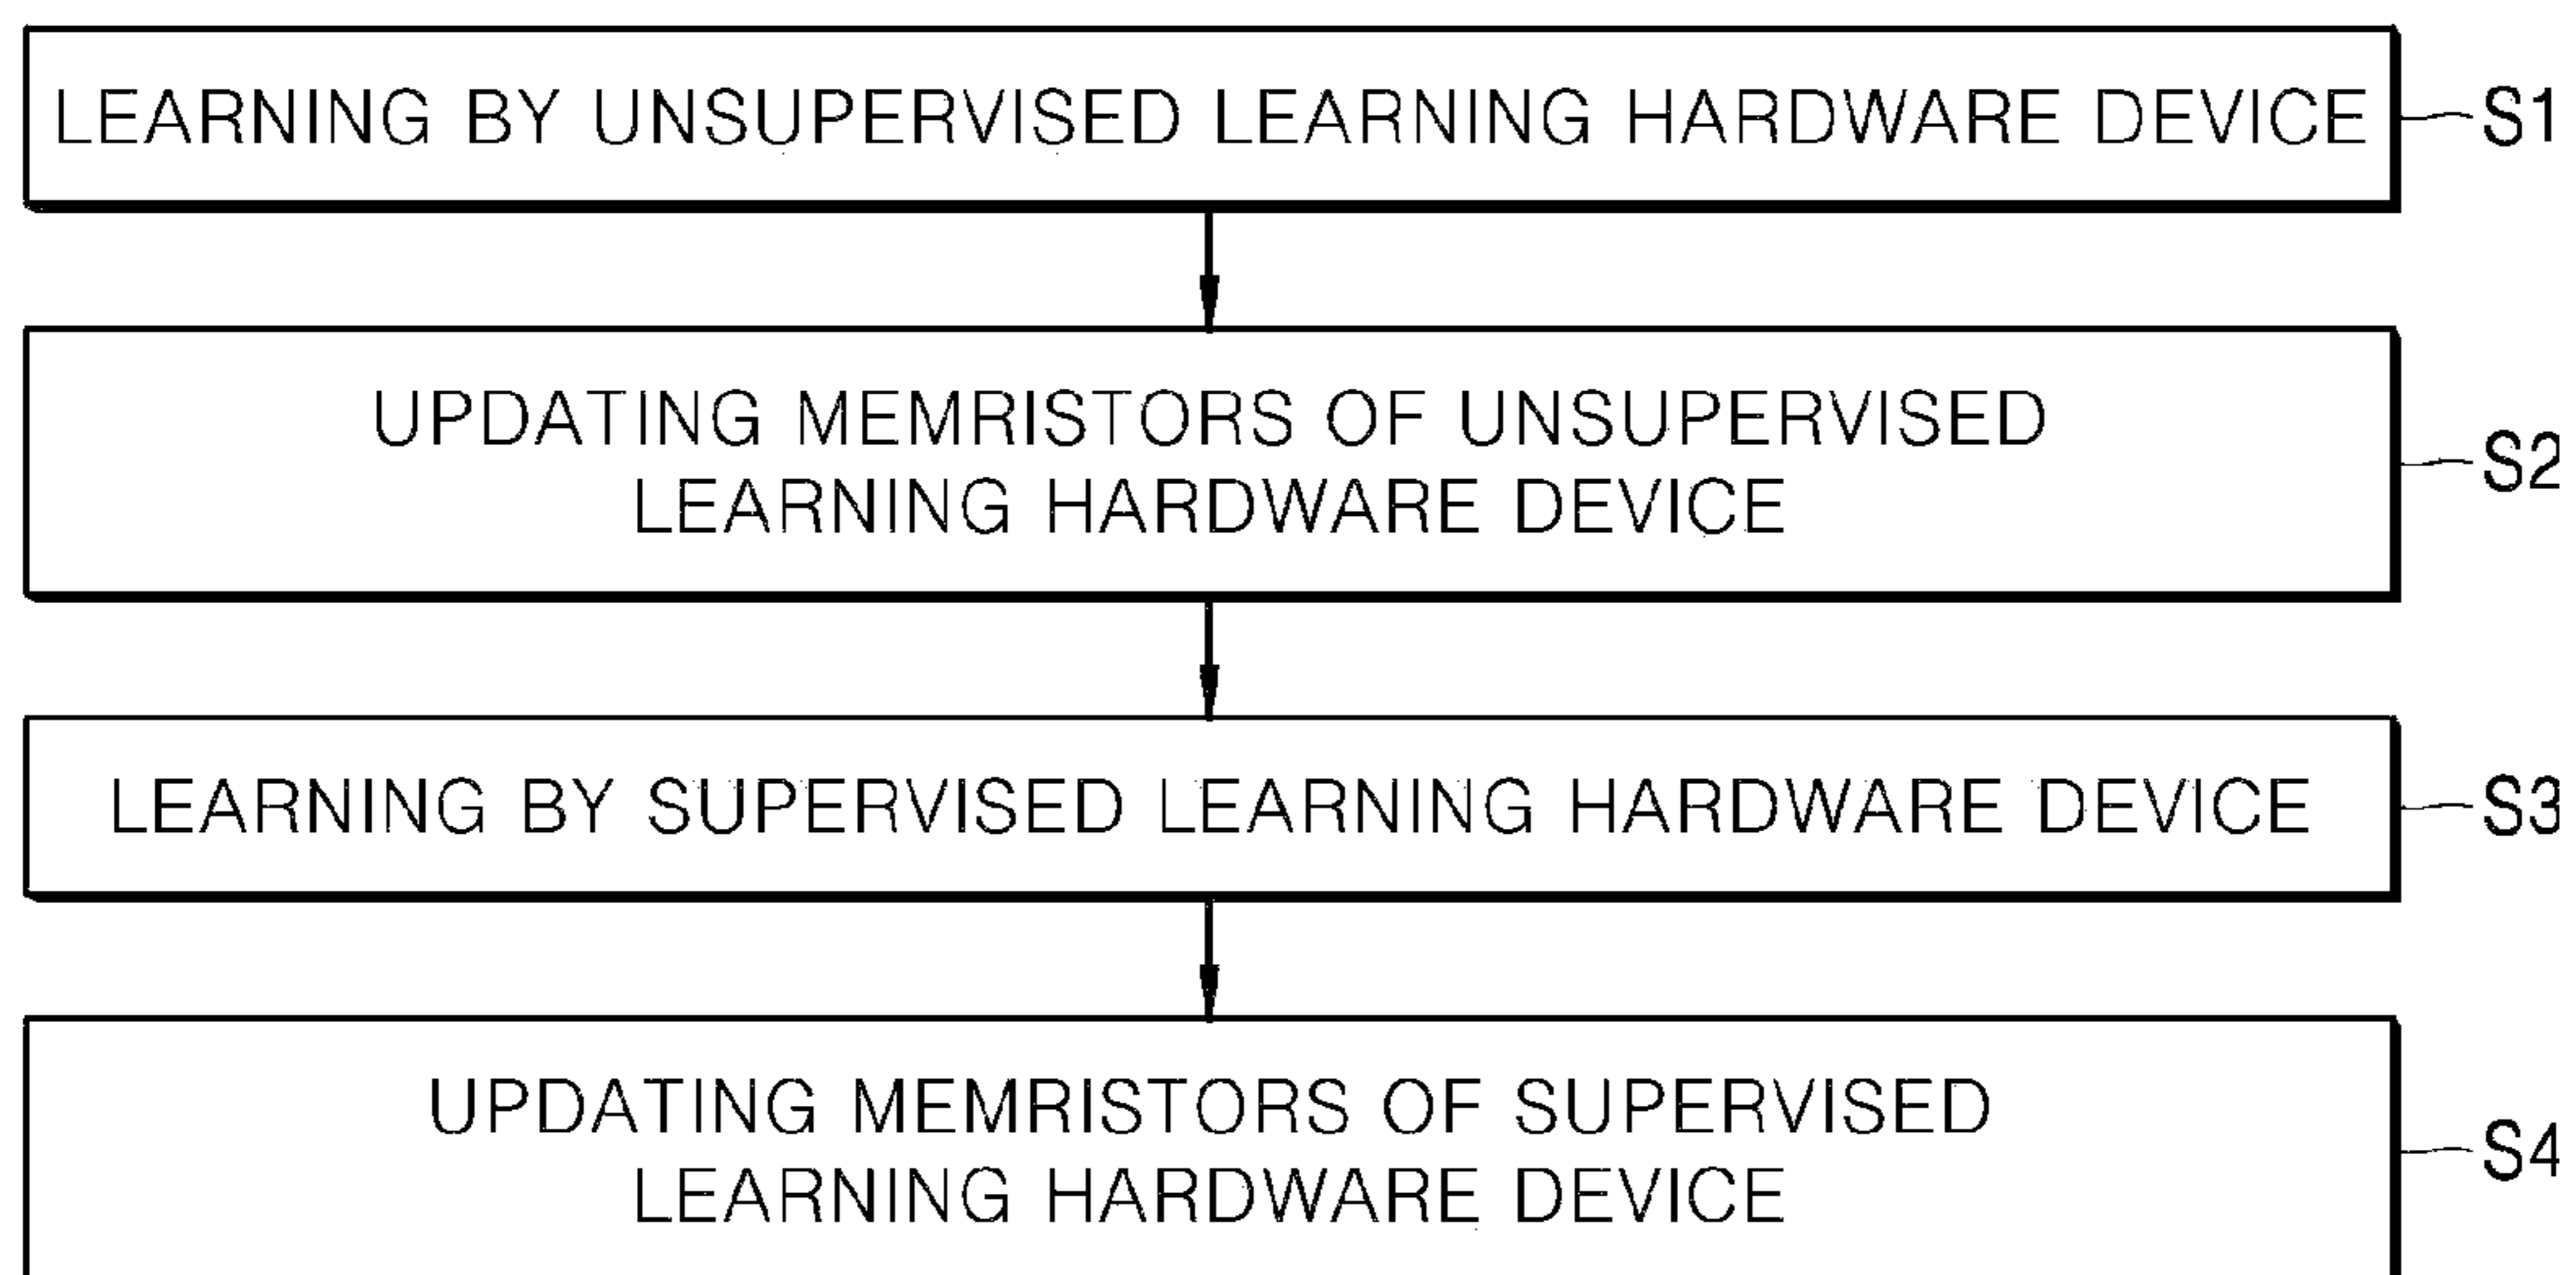 LEARNING BY UNSUPERVISED LEARNING HARDWARE DEVICE
S1
UPDATING MEMRISTORS OF UNSUPERVISED
LEARNING HARDWARE DEVICE
S2
LEARNING BY SUPERVISED LEARNING HARDWARE DEVICE
S3
UPDATING MEMRISTORS OF SUPERVISED
LEARNING HARDWARE DEVICE
S4